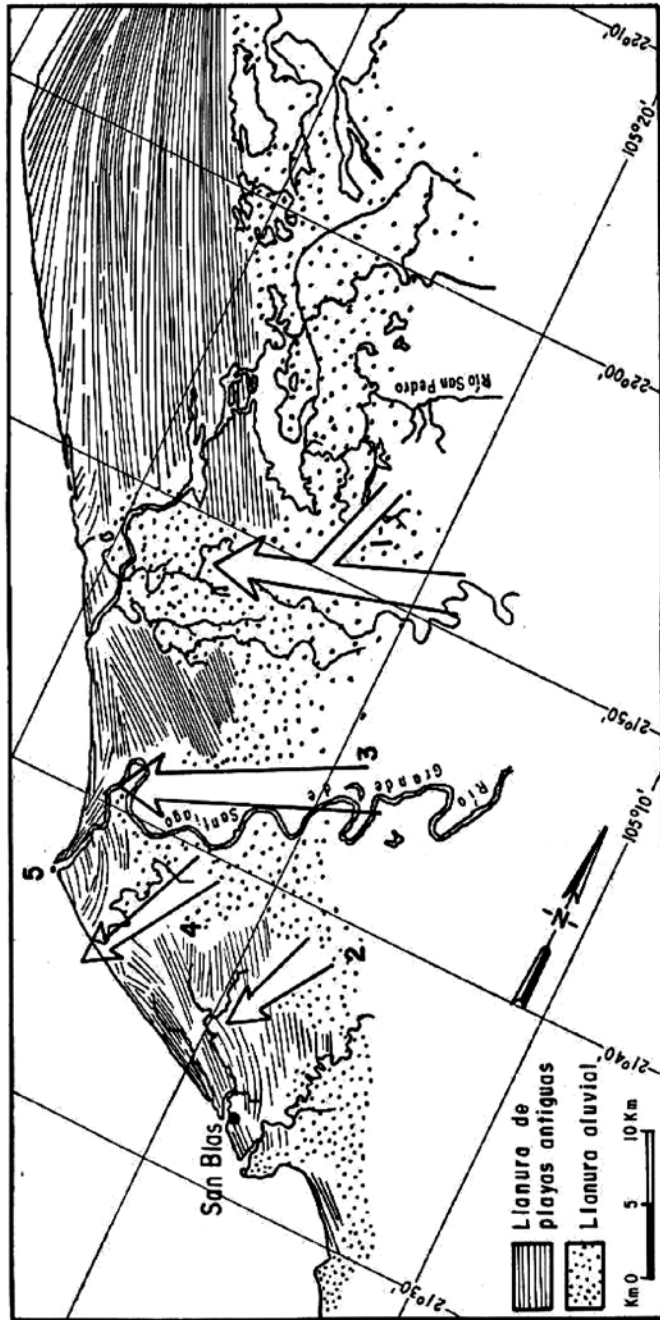 22°10'
105°20'
22°00'
Río San Pedro
1
21°50'
3
Río
Grande
de
Santiago
5
4
2
105°10'
-N-
21°40'
San Blas
21°30'
Llanura de
playas antiguas
Llanura aluvial
Km 0 5 10 Km